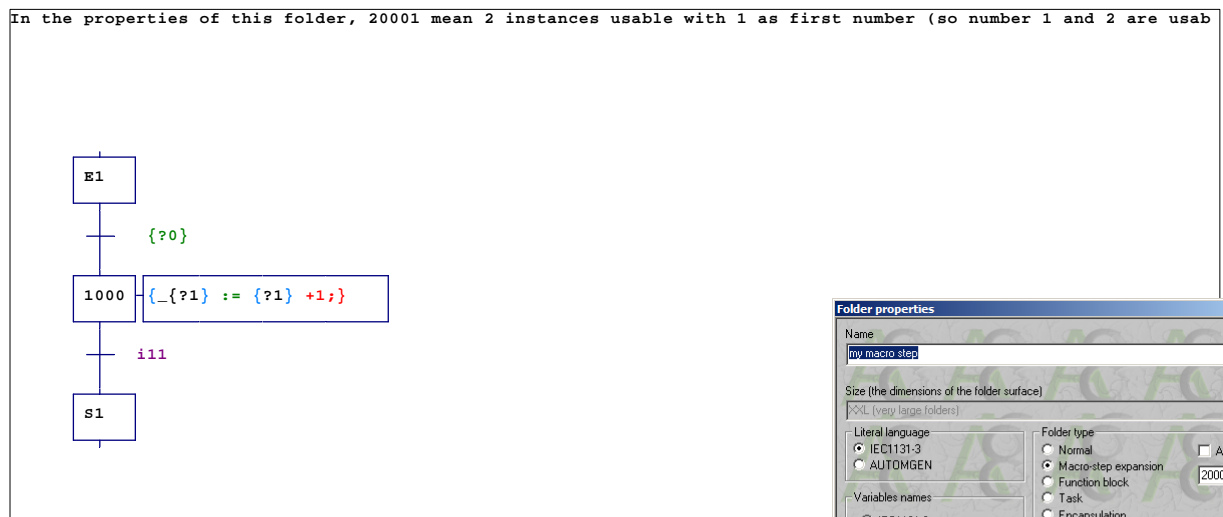 In the properties of this folder, 20001 mean 2 instances usable with 1 as first number (so number 1 and 2 are usab
E1
{?0}
1000 {_{?1} := {?1} +1;}
i11
S1
Folder properties
Name
my macro step
Size (the dimensions of the folder surface)
XXL (very large folders)
Literal language
IEC1131-3
AUTOMGEN
Variables names
Folder type
Normal
Macro-step expansion
Function block
Task
Encapsulation
A
2000